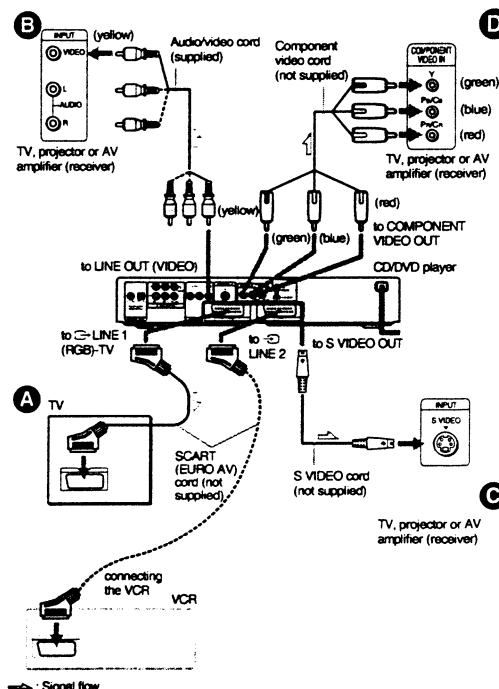 B
INPUT
VIDEO
L
AUDIO
R
(yellow)
Audio/video cord
(supplied)
TV, projector or AV
amplifier (receiver)
Component
video cord
(not supplied)
D
COMPONENT
VIDEO IN
Y
PB/CB
PR/CR
(green)
(blue)
(red)
TV, projector or AV
amplifier (receiver)
(yellow)
(red)
(green)
(blue)
to COMPONENT
VIDEO OUT
to LINE OUT (VIDEO)
CD/DVD player
to LINE 1
(RGB)-TV
to
LINE 2
to S VIDEO OUT
A
TV
SCART
(EURO AV)
cord (not
supplied)
S VIDEO cord
(not supplied)
INPUT
S VIDEO
C
TV, projector or AV
amplifier (receiver)
connecting
the VCR
VCR
: Signal flow